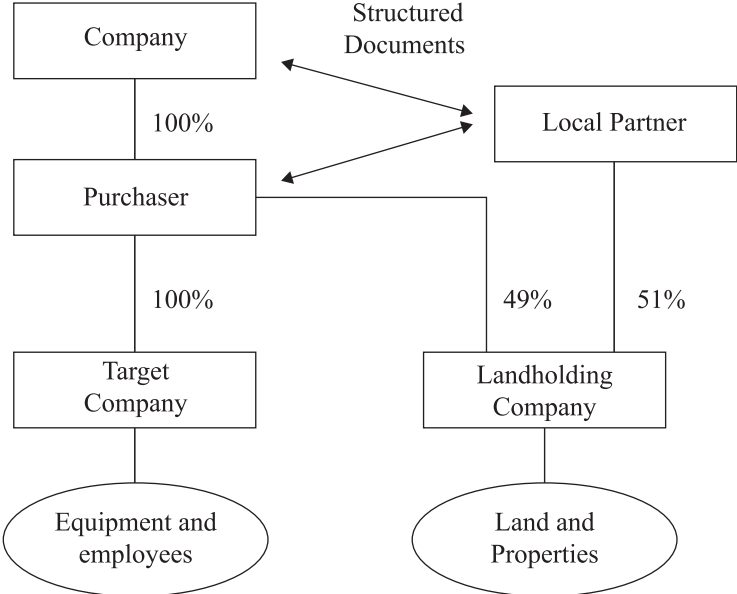 Company
Structured
Documents
100%
Local Partner
Purchaser
100%
49%
51%
Target
Company
Landholding
Company
Equipment and
employees
Land and
Properties